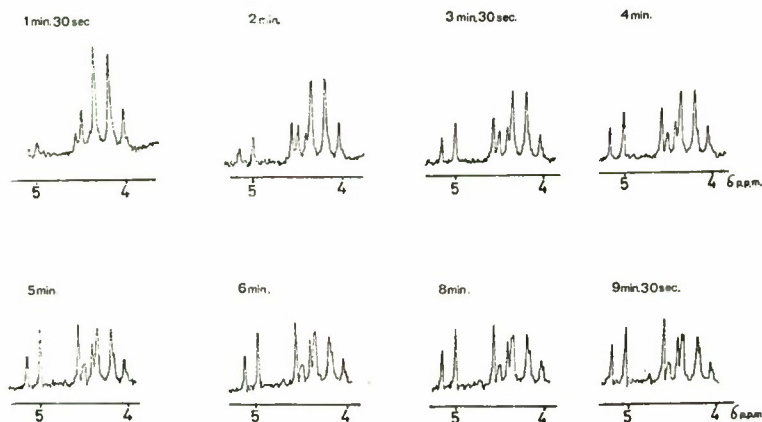 1 min. 30 sec
2 min.
3 min. 30 sec.
4 min.
5 4
5 4
5 4
5 4 δ p.p.m.
5 min.
6 min.
8 min.
9 min. 30 sec.
5 4
5 4
5 4
5 4 δ p.p.m.